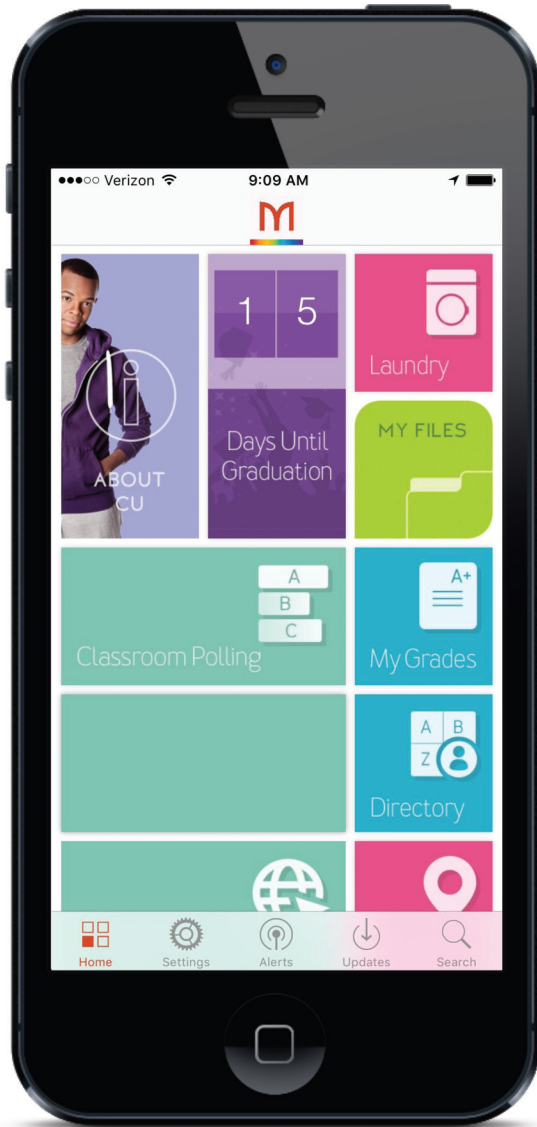 Verizon
9:09 AM
M
1 5
Days Until
Graduation
i
ABOUT
CU
Laundry
MY FILES
A
B
C
Classroom Polling
A+
My Grades
A B
Z
Directory
Home
Settings
Alerts
Updates
Search